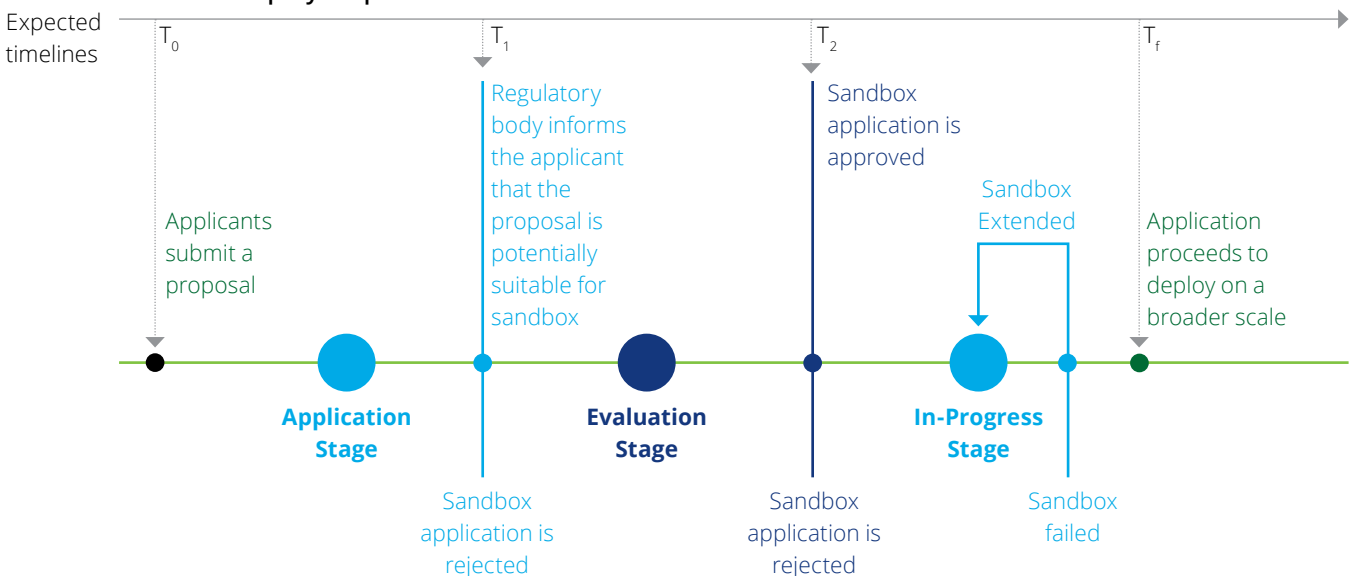 Expected
timelines
T0
T1
T2
Tf
Regulatory
body informs
the applicant
that the
proposal is
potentially
suitable for
sandbox
Sandbox
application is
approved
Sandbox
Extended
Applicants
submit a
proposal
Application
proceeds to
deploy on a
broader scale
Application
Stage
Evaluation
Stage
In-Progress
Stage
Sandbox
application is
rejected
Sandbox
application is
rejected
Sandbox
failed